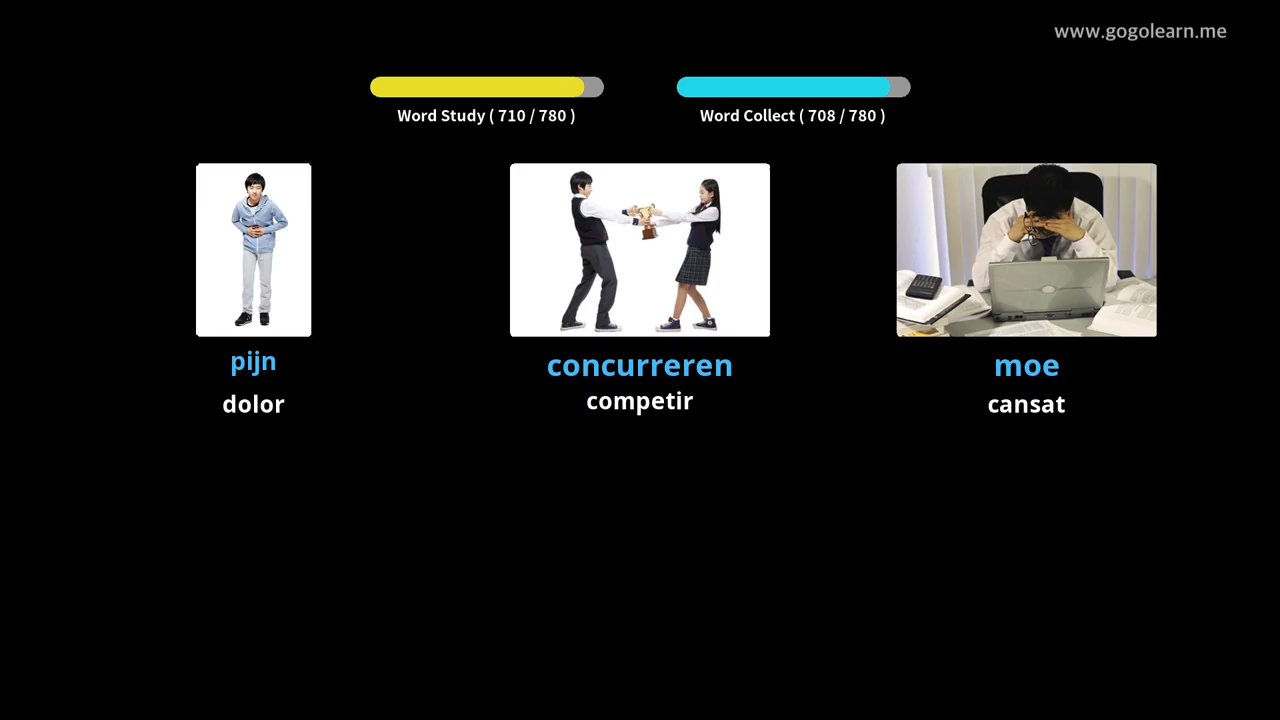 www.gogolearn.me
Word Study ( 710 / 780 )
Word Collect ( 708 / 780 )
pijn
concurreren
moe
dolor
competir
cansat